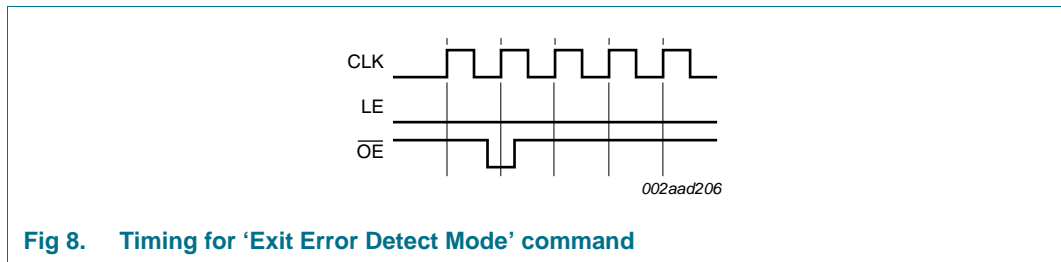 CLK
LE
OE
002aad206
Fig 8. Timing for ‘Exit Error Detect Mode’ command